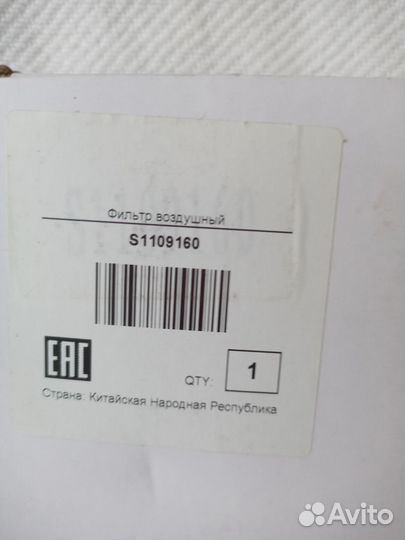 Фильтр воздушный
S1109160
EAC
QTY: 1
Страна: Китайская Народная Республика
Avito